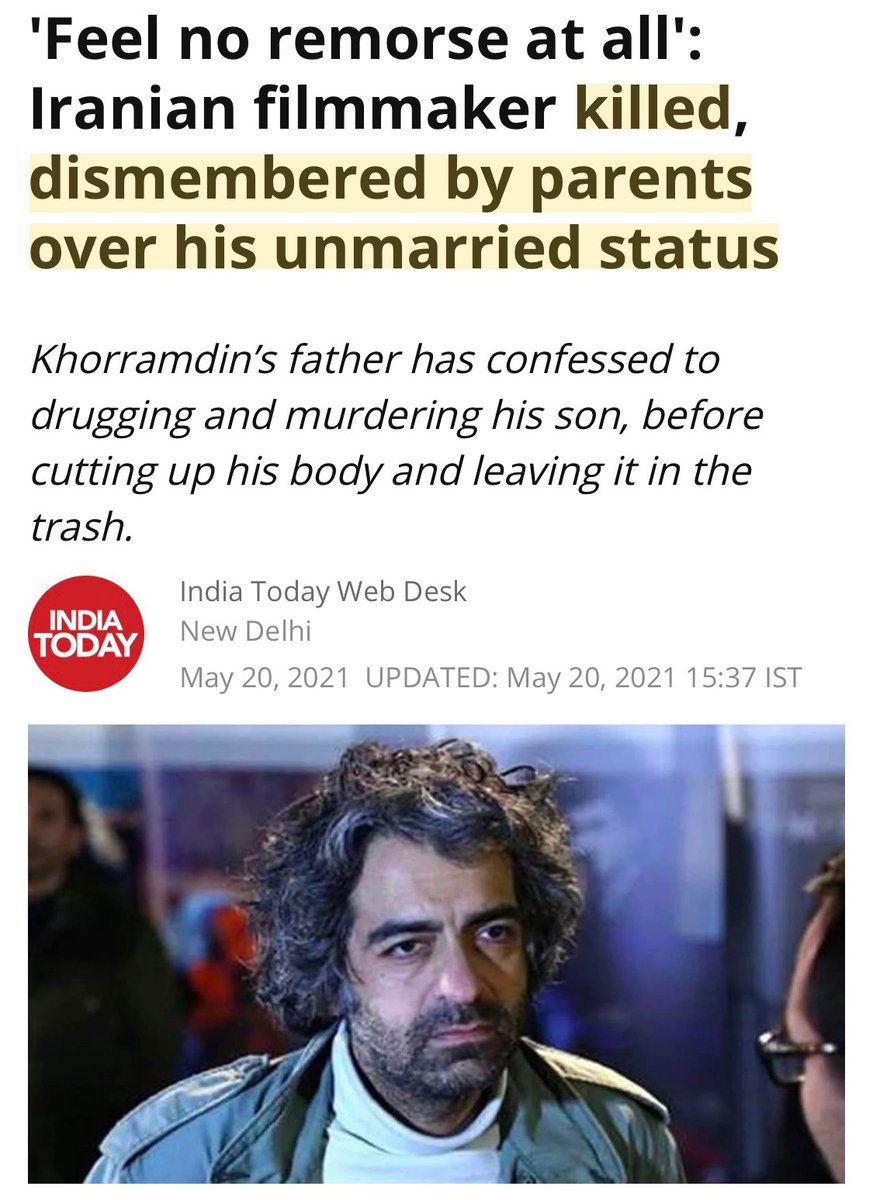 'Feel no remorse at all':
Iranian filmmaker killed,
dismembered by parents
over his unmarried status
Khorramdin’s father has confessed to
drugging and murdering his son, before
cutting up his body and leaving it in the
trash.
INDIA
TODAY
India Today Web Desk
New Delhi
May 20, 2021 UPDATED: May 20, 2021 15:37 IST